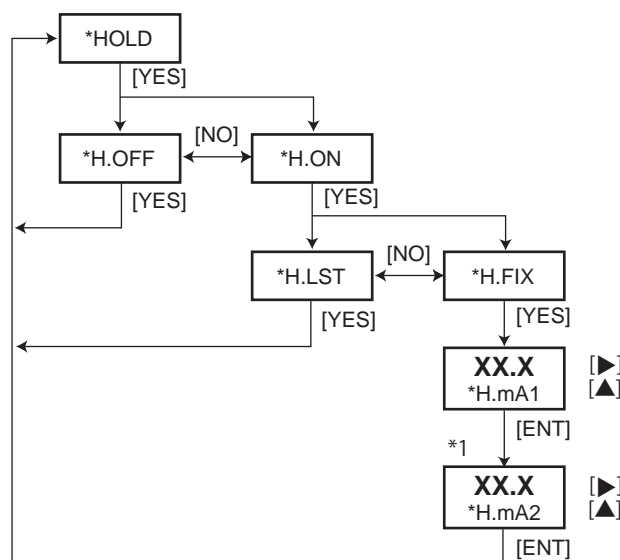 *HOLD
[YES]
*H.OFF
[NO]
*H.ON
[YES]
[YES]
*H.LST
[NO]
*H.FIX
[YES]
[YES]
XX.X
*H.mA1
[▶]
[▲]
[ENT]
*1
XX.X
*H.mA2
[▶]
[▲]
[ENT]